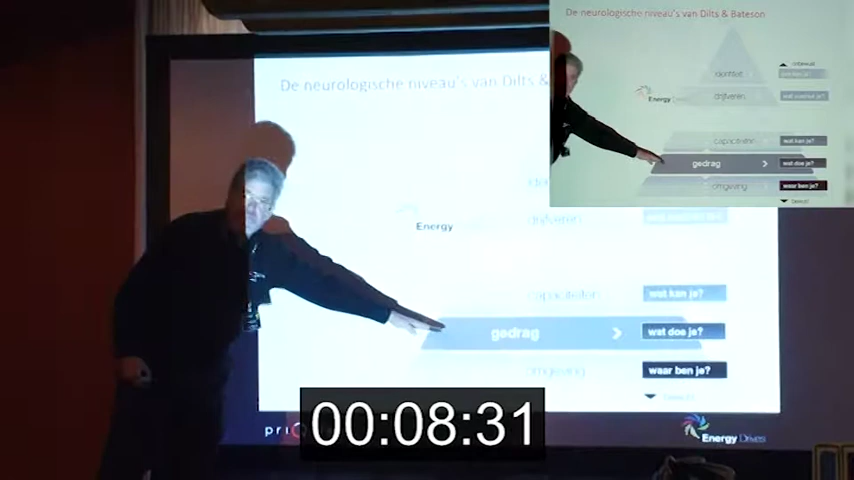 De neurologische niveau's van Dilts &
Energy
drijfveren
capaciteiten
wat kan je?
gedrag
wat doe je?
omgeving
waar ben je?
00:08:31
Energy Drives
De neurologische niveau's van Dilts & Bateson
identiteit
Energy
drijfveren
capaciteiten
wat kan je?
gedrag
wat doe je?
omgeving
waar ben je?